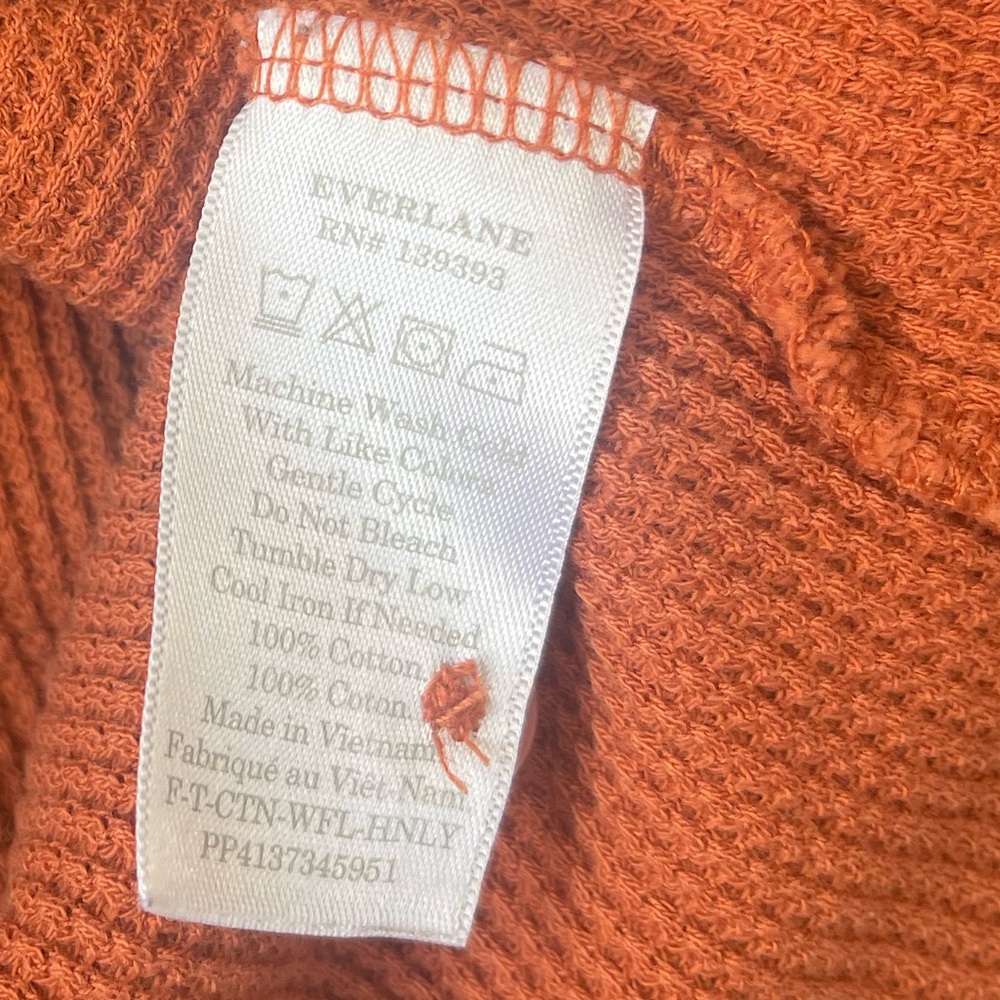 EVERLANE
RN# 139393
Machine Wash Cold
With Like Colors
Gentle Cycle
Do Not Bleach
Tumble Dry Low
Cool Iron If Needed
100% Cotton
100% Coton
Made in Vietnam
Fabriqué au Viêt-Nam
F-T-CTN-WFL-HNLY
PP4137345951